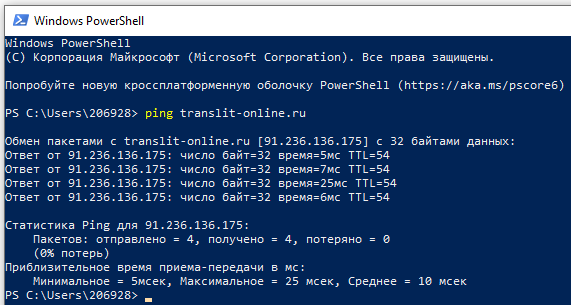 Windows PowerShell
Windows PowerShell
(С) Корпорация Майкрософт (Microsoft Corporation). Все права защищены.
Попробуйте новую кроссплатформенную оболочку PowerShell (https://aka.ms/pscore6)
PS C:\Users\206928> ping translit-online.ru
Обмен пакетами с translit-online.ru [91.236.136.175] с 32 байтами данных:
Ответ от 91.236.136.175: число байт=32 время=5мс TTL=54
Ответ от 91.236.136.175: число байт=32 время=7мс TTL=54
Ответ от 91.236.136.175: число байт=32 время=25мс TTL=54
Ответ от 91.236.136.175: число байт=32 время=6мс TTL=54
Статистика Ping для 91.236.136.175:
Пакетов: отправлено = 4, получено = 4, потеряно = 0
(0% потерь)
Приблизительное время приема-передачи в мс:
Минимальное = 5мсек, Максимальное = 25 мсек, Среднее = 10 мсек
PS C:\Users\206928>